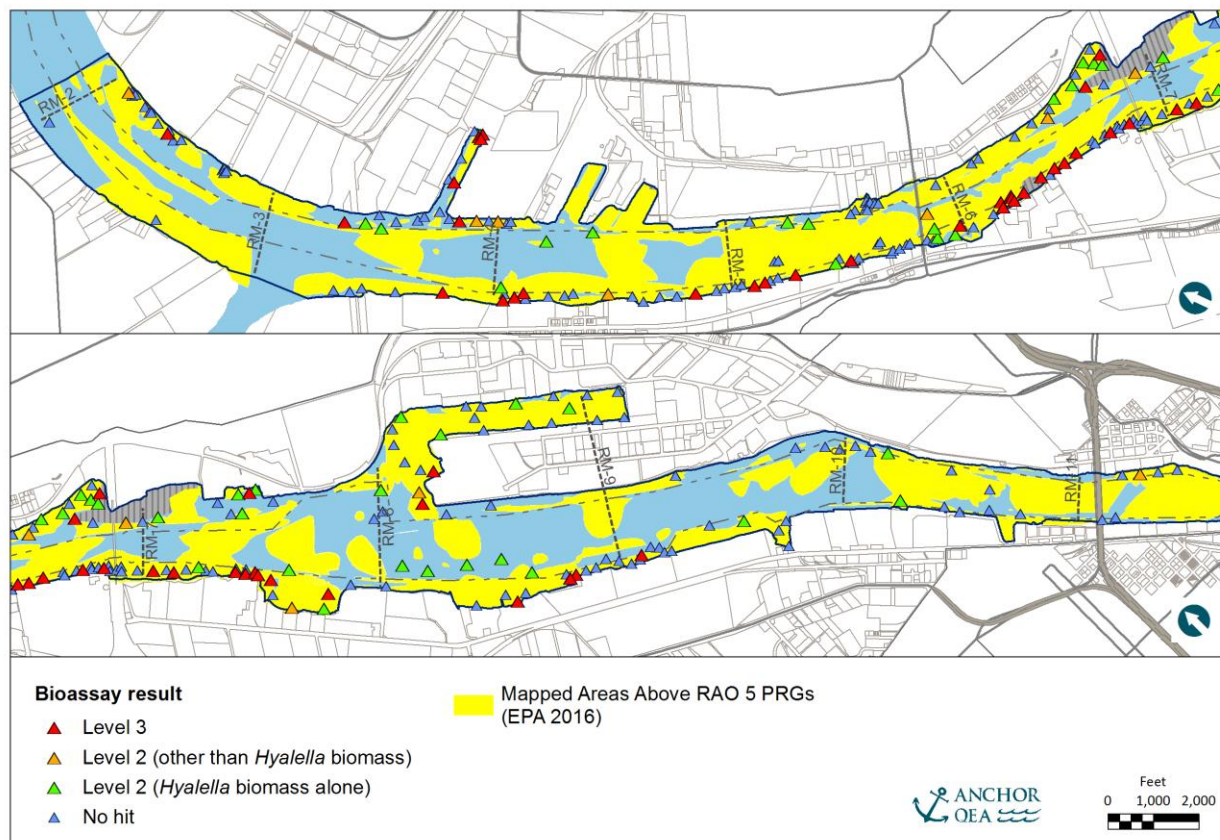 RM-2
RM-3
RM-5
RM-6
RM-7
RM-7
RM-8
RM-9
RM-10
RM-11
Bioassay result
Level 3
Level 2 (other than Hyalella biomass)
Level 2 (Hyalella biomass alone)
No hit
Mapped Areas Above RAO 5 PRGs
(EPA 2016)
ANCHOR
QEA
Feet
0 1,000 2,000